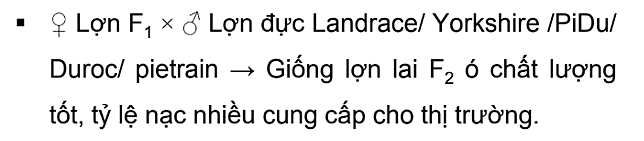 ▪ ♀ Lợn F₁ × ♂ Lợn đực Landrace/ Yorkshire /PiDu/
Duroc/ pietrain → Giống lợn lai F₂ ó chất lượng
tốt, tỷ lệ nạc nhiều cung cấp cho thị trường.